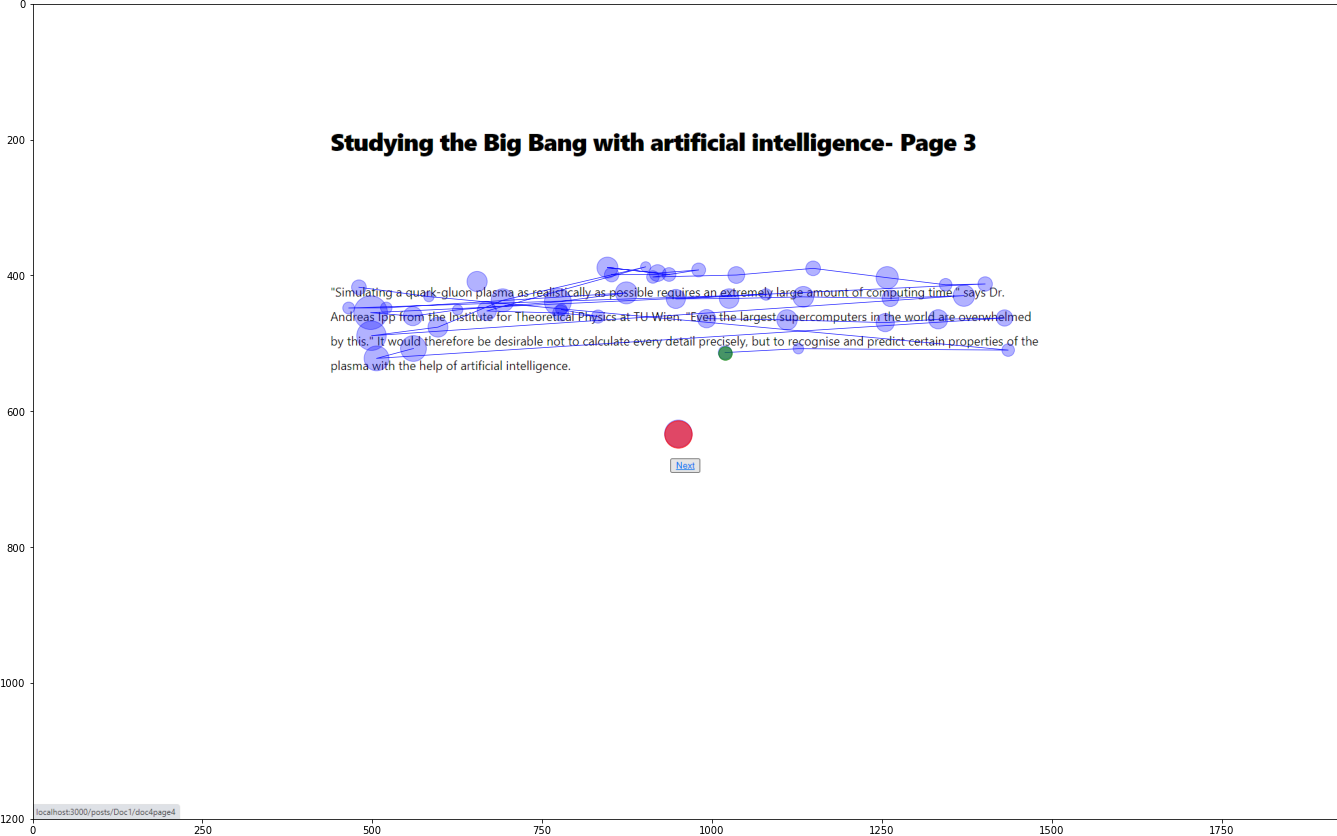 0
200
400
600
800
1000
1200
Studying the Big Bang with artificial intelligence- Page 3
"Simulating a quark-gluon plasma as realistically as possible requires an extremely large amount of computing time," says Dr.
Andreas Ipp from the Institute for Theoretical Physics at TU Wien. "Even the largest supercomputers in the world are overwhelmed
by this." It would therefore be desirable not to calculate every detail precisely, but to recognise and predict certain properties of the
plasma with the help of artificial intelligence.
Next
localhost:3000/posts/Doc1/doc4page4
0 250 500 750 1000 1250 1500 1750